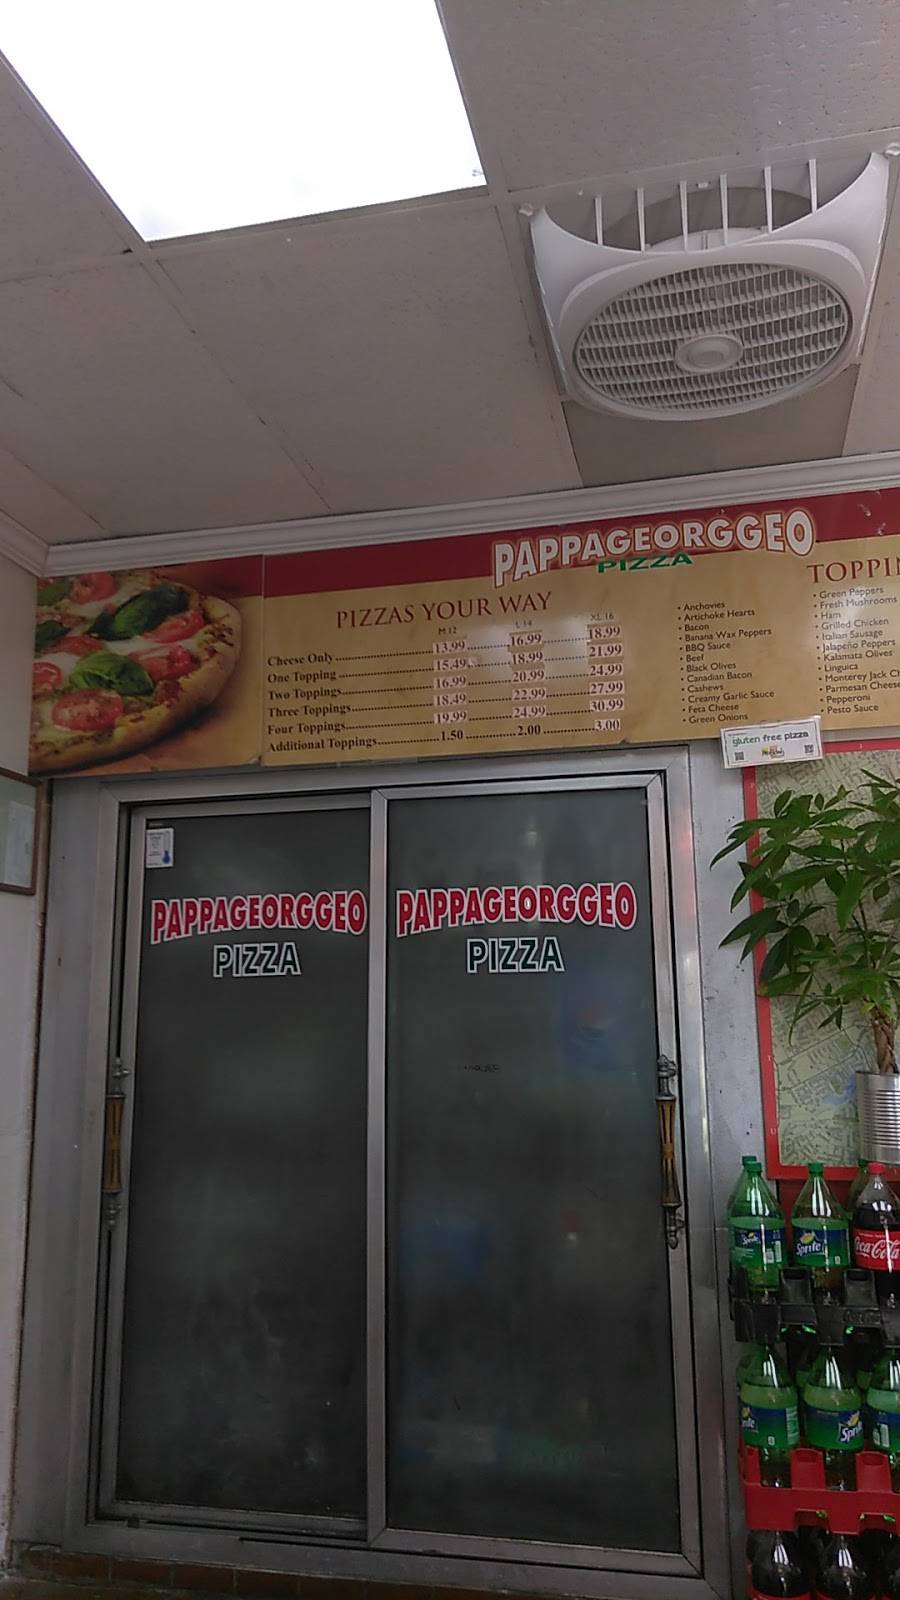 PAPPAGEORGGEO
PIZZA
PIZZAS YOUR WAY
M 12 L 14 XL 16
Cheese Only 13.99 16.99 18.99
One Topping 15.49 18.99 21.99
Two Toppings 16.99 20.99 24.99
Three Toppings 18.49 22.99 27.99
Four Toppings 19.99 24.99 30.99
Additional Toppings 1.50 2.00 3.00
• Anchovies
• Artichoke Hearts
• Bacon
• Banana Wax Peppers
• BBQ Sauce
• Beef
• Black Olives
• Canadian Bacon
• Cashews
• Creamy Garlic Sauce
• Feta Cheese
• Green Onions
TOPPIN
• Green Peppers
• Fresh Mushrooms
• Ham
• Grilled Chicken
• Italian Sausage
• Jalapeño Peppers
• Kalamata Olives
• Linguica
• Monterey Jack Ch
• Parmesan Cheese
• Pepperoni
• Pesto Sauce
gluten free pizza
PAPPAGEORGGEO
PIZZA
PAPPAGEORGGEO
PIZZA
Sprite
Sprite
Coca-Cola
Sprite
Sprite